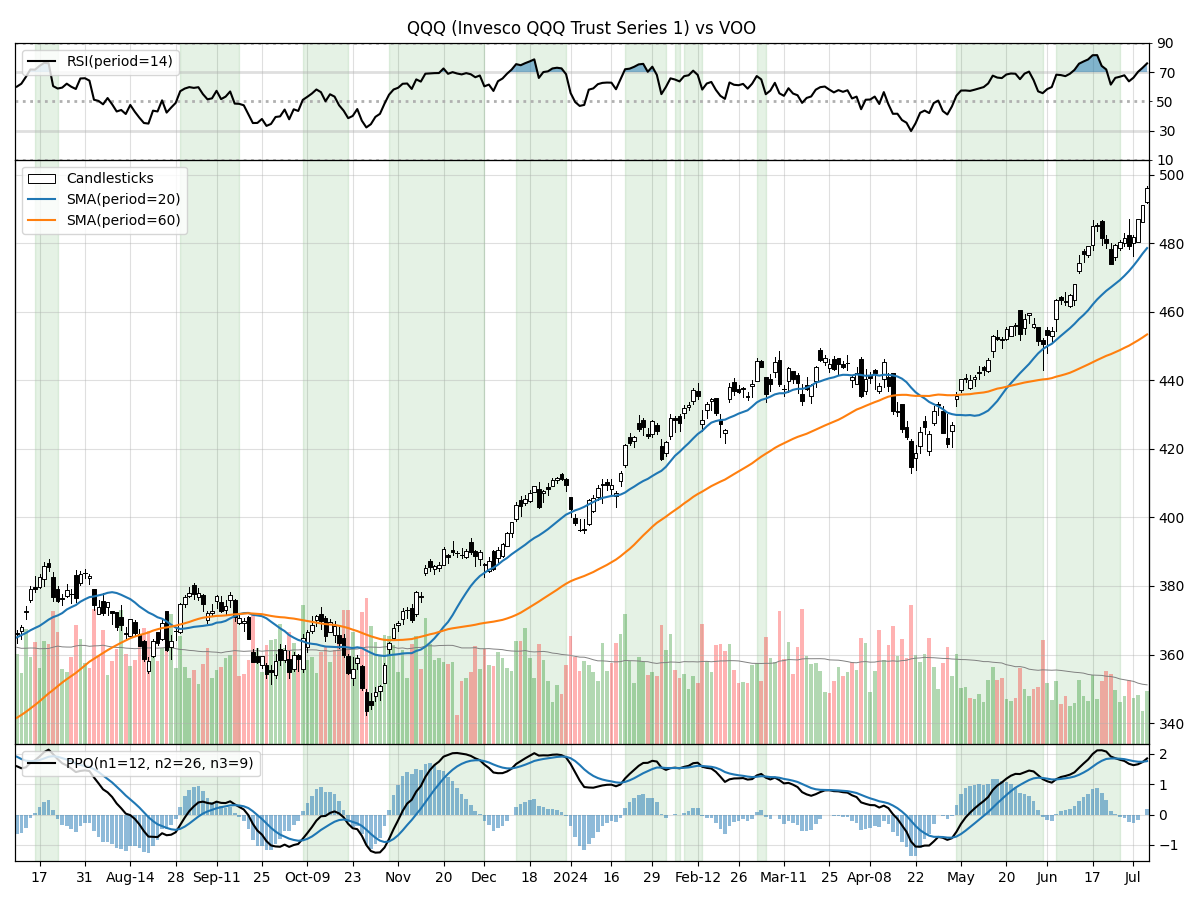 QQQ (Invesco QQQ Trust Series 1) vs VOO
RSI(period=14)
90
70
50
30
10
Candlesticks
SMA(period=20)
SMA(period=60)
500
480
460
440
420
400
380
360
340
PPO(n1=12, n2=26, n3=9)
2
1
0
−1
17 31 Aug-14 28 Sep-11 25 Oct-09 23 Nov 20 Dec 18 2024 16 29 Feb-12 26 Mar-11 25 Apr-08 22 May 20 Jun 17 Jul